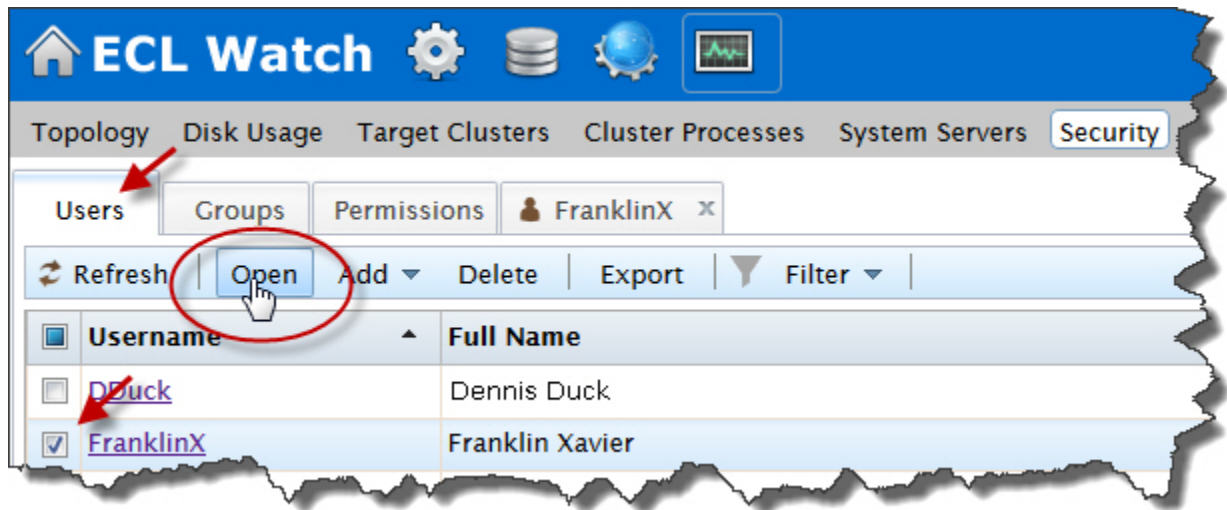 ECL Watch
Topology Disk Usage Target Clusters Cluster Processes System Servers Security
Users Groups Permissions FranklinX x
Refresh Open Add Delete Export Filter
Username Full Name
DDuck Dennis Duck
FranklinX Franklin Xavier